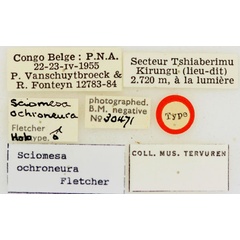 Congo Belge : P.N.A.
22-23-IV-1955
P. Vanschuytbroeck &
R. Fonteyn 12783-84
Secteur Tshiaberimu
Kirungu (lieu-dit)
2.720 m, à la lumière
Sciomesa
ochroneura
Fletcher
Holotype. ♂
photographed.
B.M. negative
No 30471
Type
Sciomesa
ochroneura
Fletcher
COLL. MUS. TERVUREN